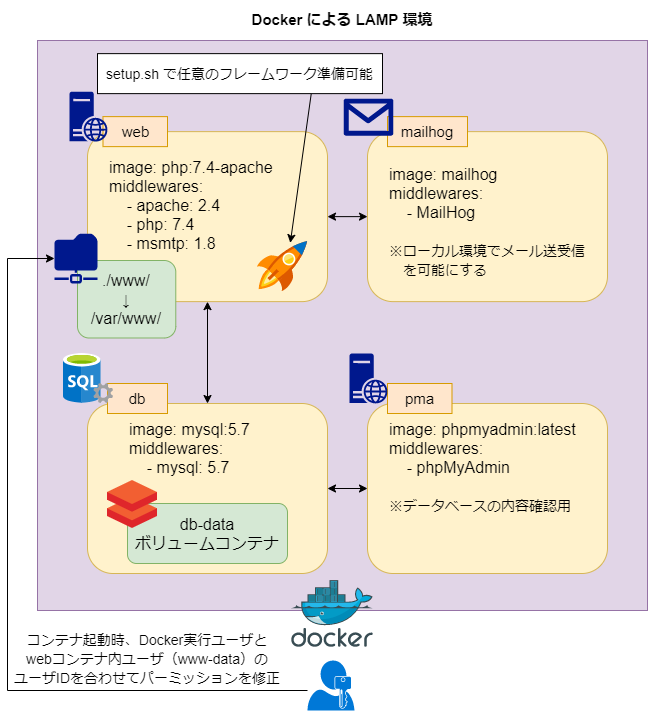 Docker による LAMP 環境
setup.sh で任意のフレームワーク準備可能
web
image: php:7.4-apache
middlewares:
- apache: 2.4
- php: 7.4
- msmtp: 1.8
./www/
↓
/var/www/
mailhog
image: mailhog
middlewares:
- MailHog
※ローカル環境でメール送受信
を可能にする
SQL
db
image: mysql:5.7
middlewares:
- mysql: 5.7
db-data
ボリュームコンテナ
pma
image: phpmyadmin:latest
middlewares:
- phpMyAdmin
※データベースの内容確認用
docker
コンテナ起動時、Docker実行ユーザと
webコンテナ内ユーザ（www-data）の
ユーザIDを合わせてパーミッションを修正